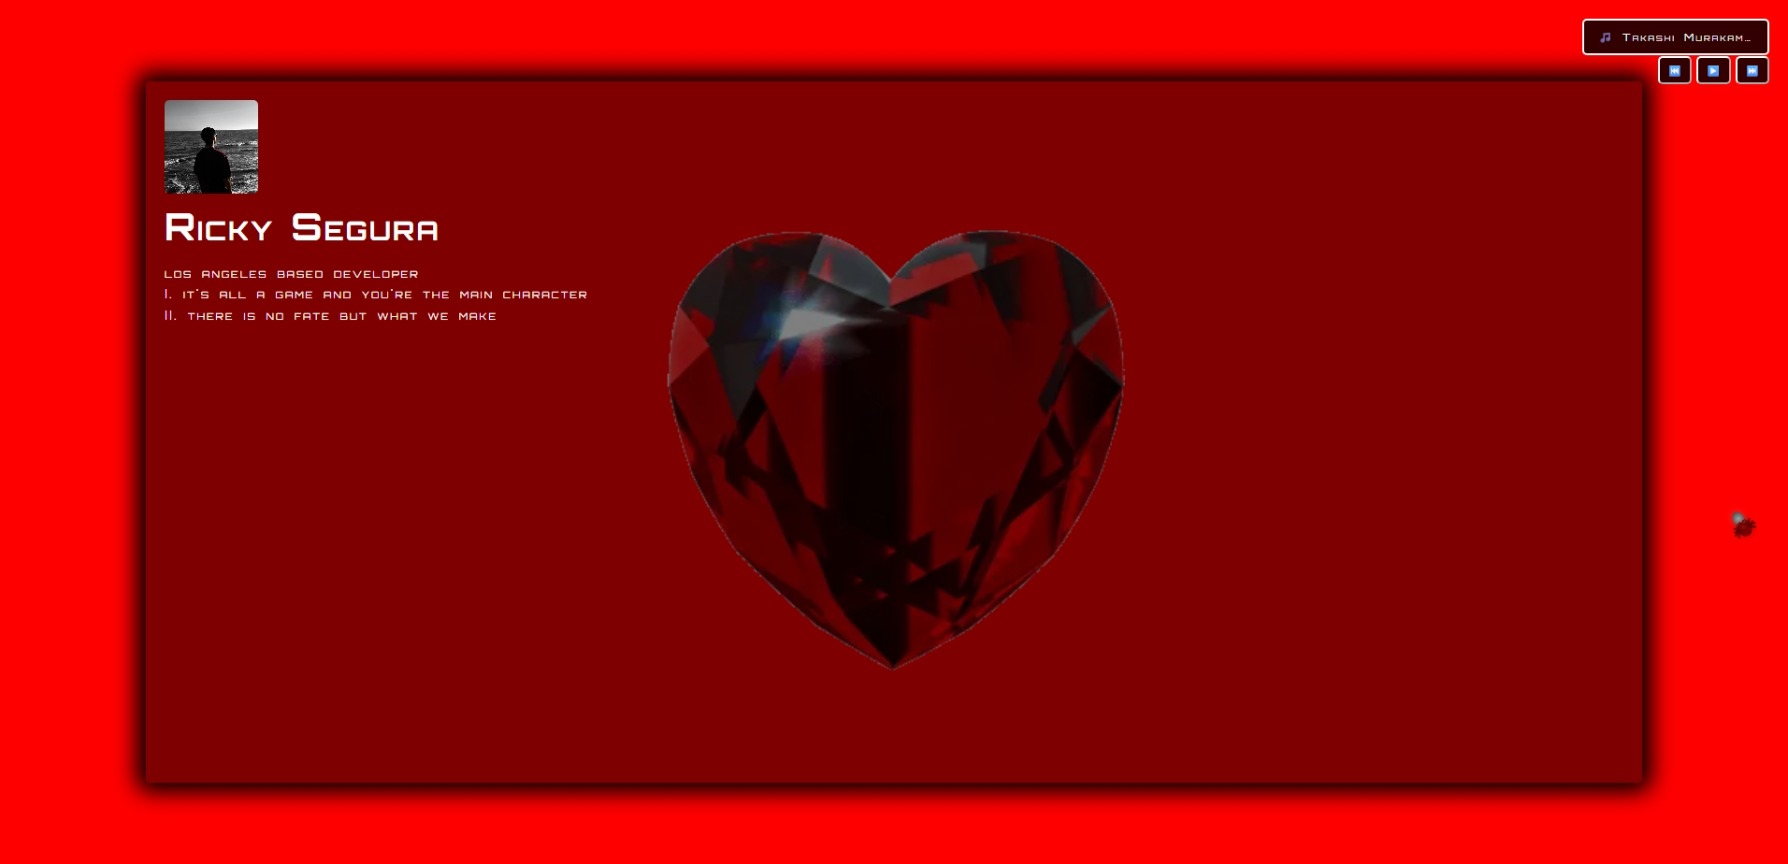 Takashi Murakam…
Ricky Segura
LOS ANGELES BASED DEVELOPER
I. IT'S ALL A GAME AND YOU'RE THE MAIN CHARACTER
II. THERE IS NO FATE BUT WHAT WE MAKE